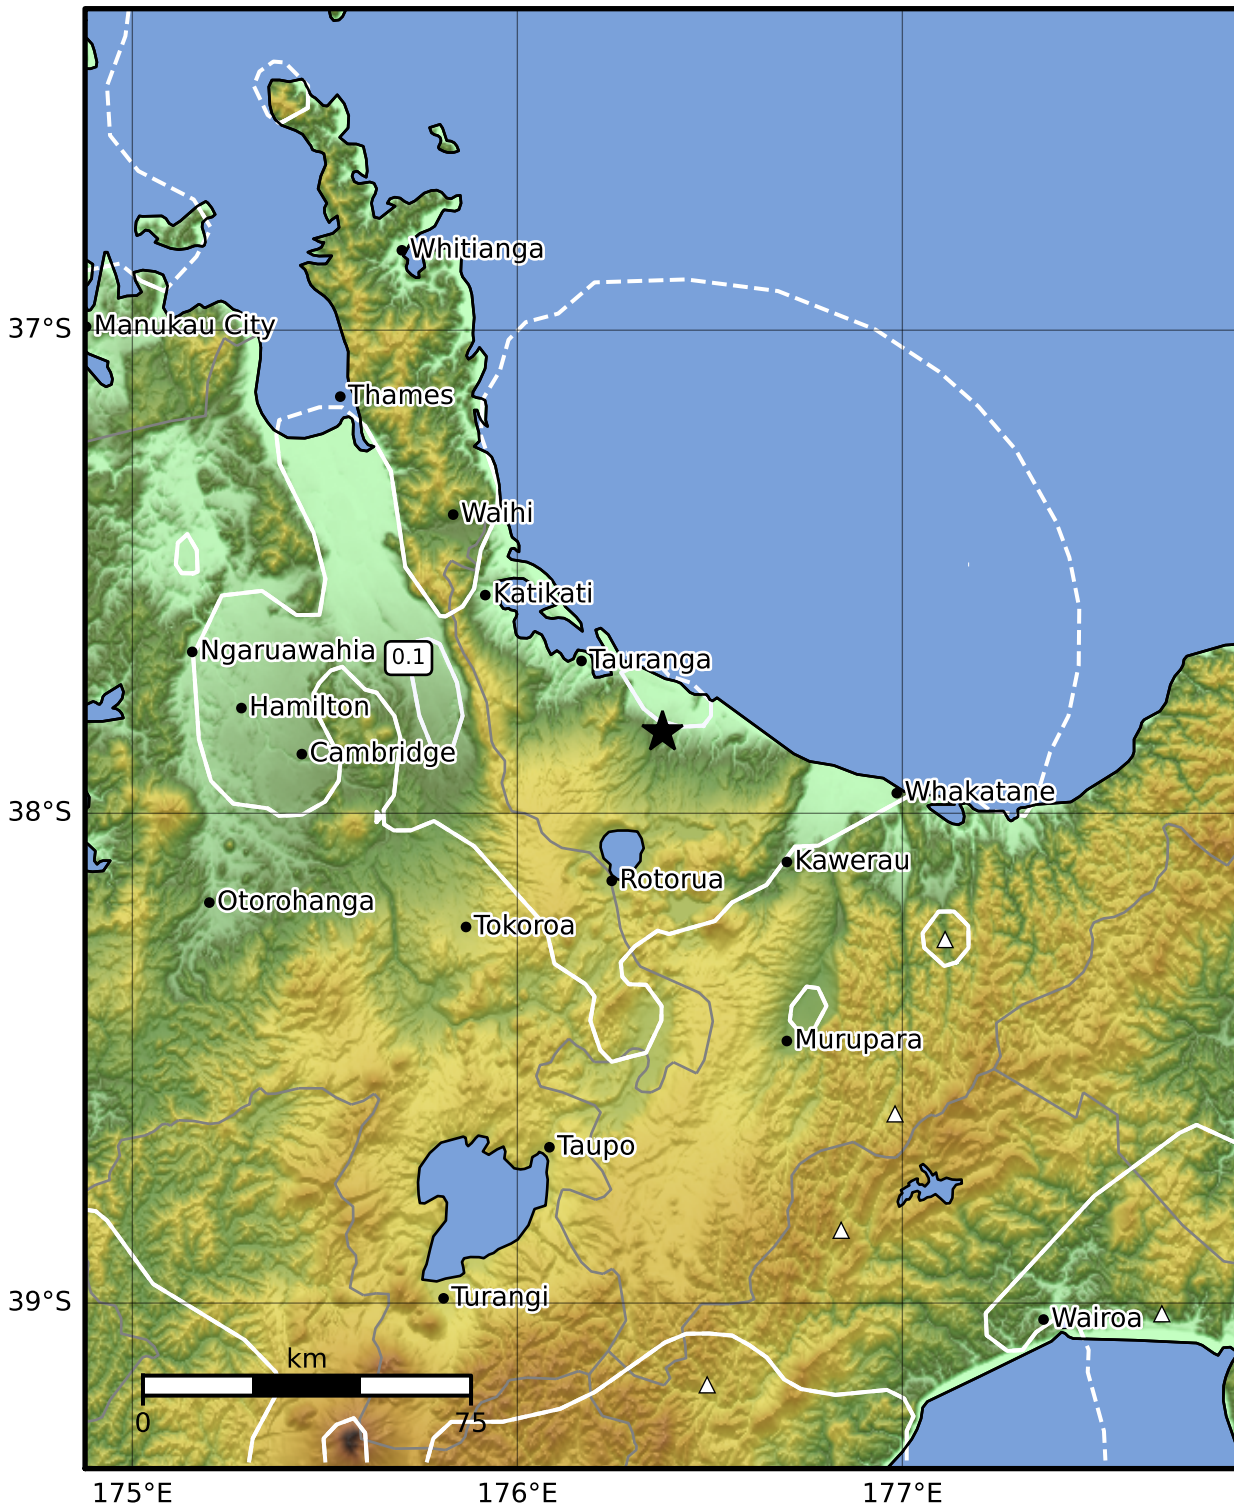 Whitianga
37°S
Manukau City
Thames
Waihi
Katikati
Ngaruawahia
0.1
Tauranga
Hamilton
Cambridge
Whakatane
38°S
Kawerau
Rotorua
Otorohanga
Tokoroa
Murupara
Taupo
39°S
Turangi
Wairoa
km
0
75
175°E
176°E
177°E